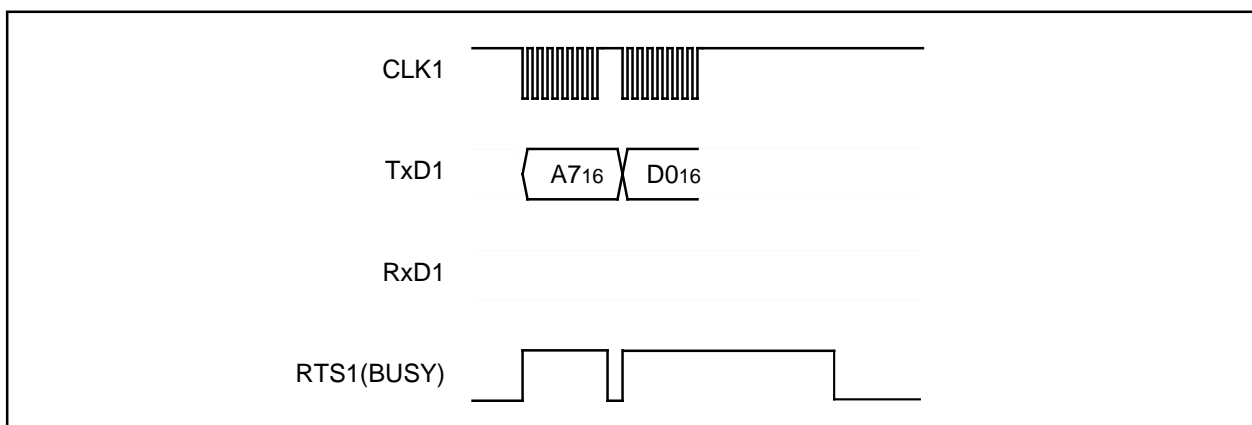 CLK1
TxD1
A716 D016
RxD1
RTS1(BUSY)